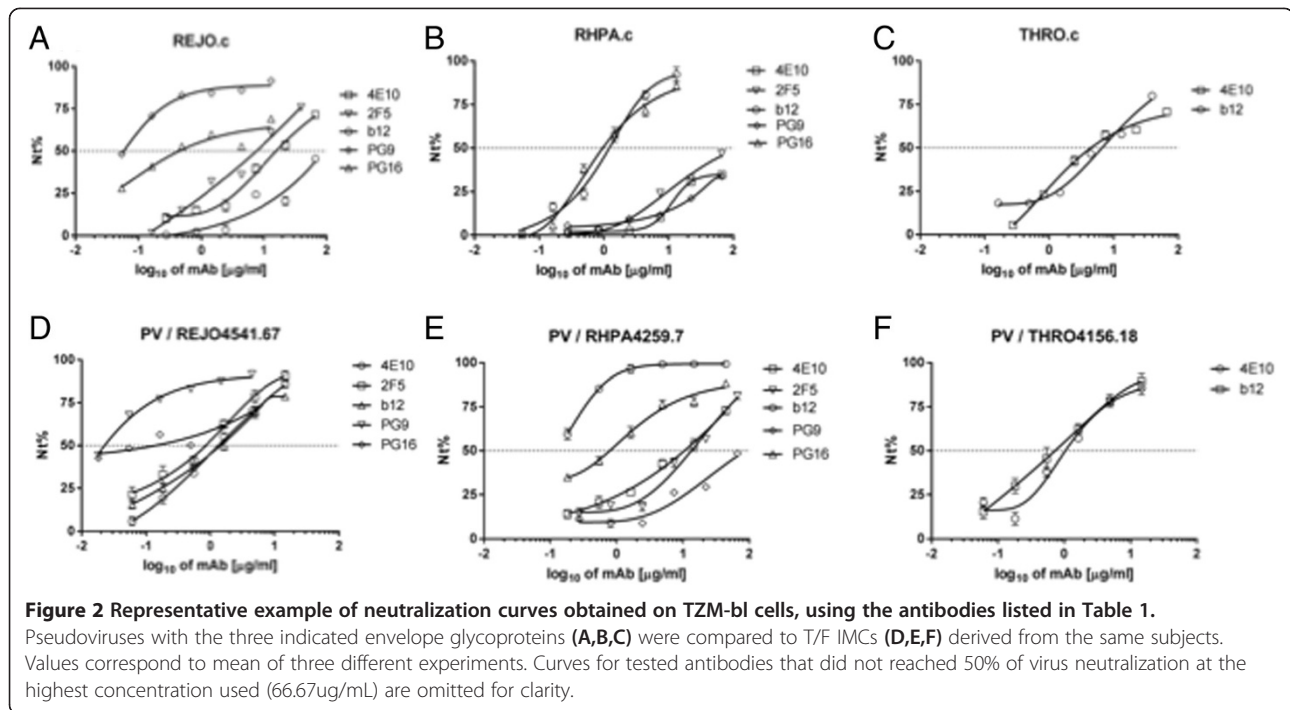 A
REJO.c
Nt%
100
75
50
25
0
-2
-1
0
1
2
log10 of mAb [µg/ml]
4E10
2F5
b12
PG9
PG16
B
RHPA.c
Nt%
100
75
50
25
0
-2
-1
0
1
2
log10 of mAb [µg/ml]
4E10
2F5
b12
PG9
PG16
C
THRO.c
Nt%
100
75
50
25
0
-2
-1
0
1
2
log10 of mAb [µg/ml]
4E10
b12
D
PV / REJO4541.67
Nt%
100
75
50
25
0
-2
-1
0
1
2
log10 of mAb [µg/ml]
4E10
2F5
b12
PG9
PG16
E
PV / RHPA4259.7
Nt%
100
75
50
25
0
-2
-1
0
1
2
log10 of mAb [µg/ml]
4E10
2F5
b12
PG9
PG16
F
PV / THRO4156.18
Nt%
100
75
50
25
0
-2
-1
0
1
2
log10 of mAb [µg/ml]
4E10
b12
Figure 2 Representative example of neutralization curves obtained on TZM-bl cells, using the antibodies listed in Table 1.
Pseudoviruses with the three indicated envelope glycoproteins (A,B,C) were compared to T/F IMCs (D,E,F) derived from the same subjects.
Values correspond to mean of three different experiments. Curves for tested antibodies that did not reached 50% of virus neutralization at the
highest concentration used (66.67ug/mL) are omitted for clarity.